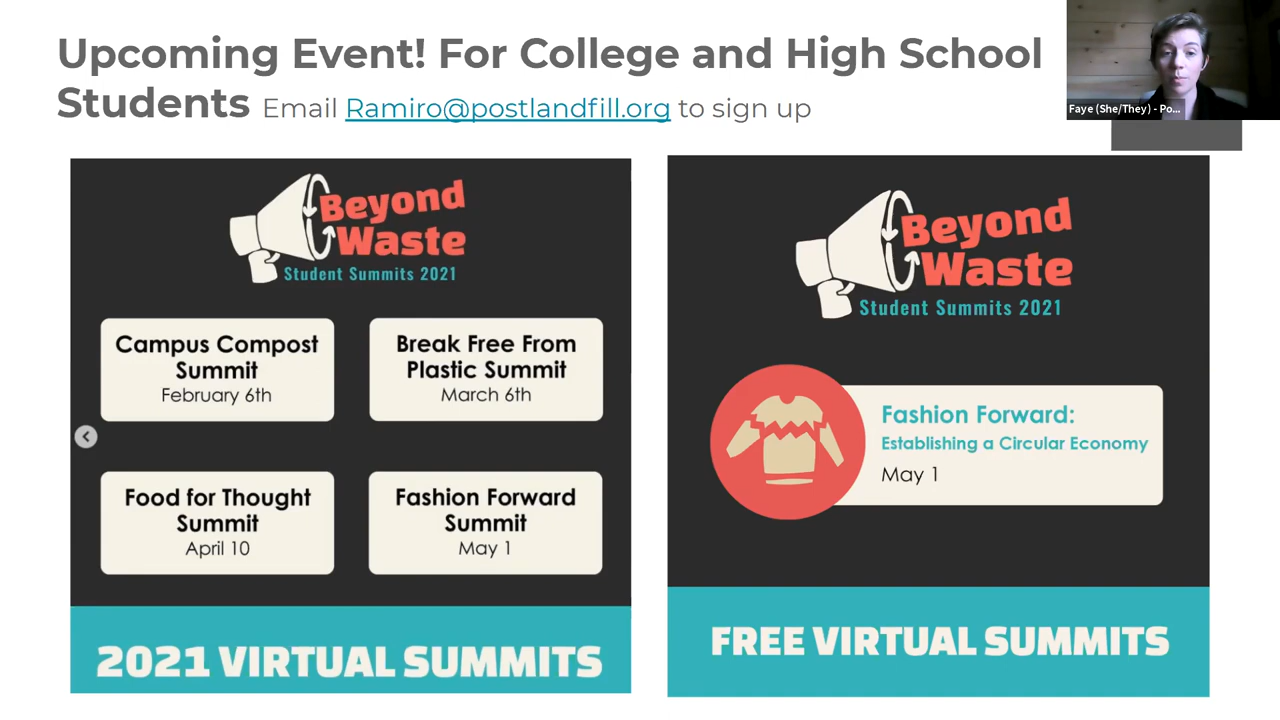 Upcoming Event! For College and High School
Students Email Ramiro@postlandfill.org to sign up
Faye (She/They) - Po...
Beyond
Waste
Student Summits 2021
Campus Compost
Summit
February 6th
Break Free From
Plastic Summit
March 6th
Food for Thought
Summit
April 10
Fashion Forward
Summit
May 1
2021 VIRTUAL SUMMITS
Beyond
Waste
Student Summits 2021
Fashion Forward:
Establishing a Circular Economy
May 1
FREE VIRTUAL SUMMITS